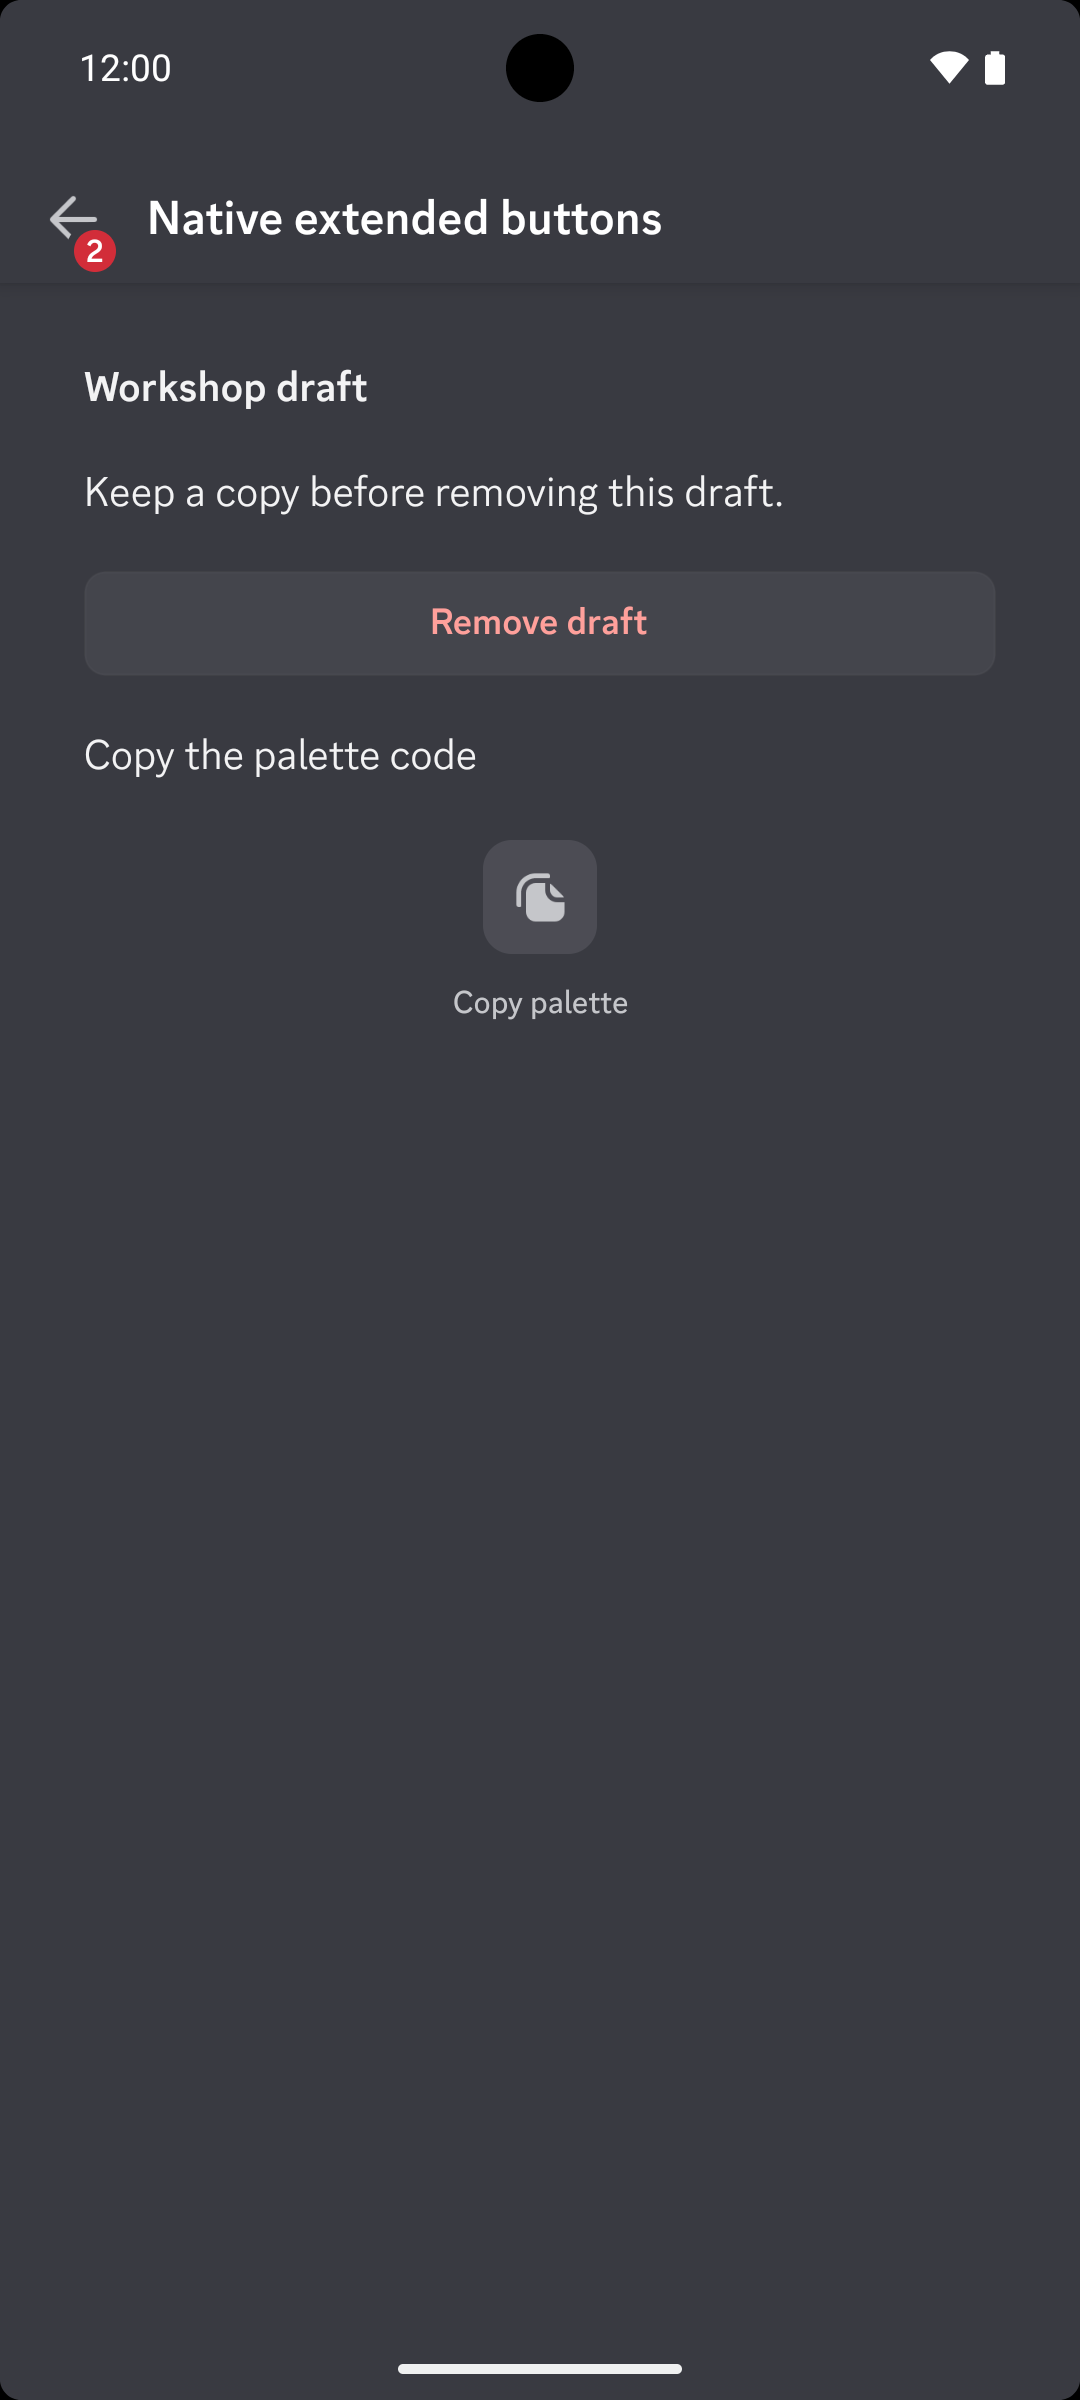 12:00
Native extended buttons
2
Workshop draft
Keep a copy before removing this draft.
Remove draft
Copy the palette code
Copy palette